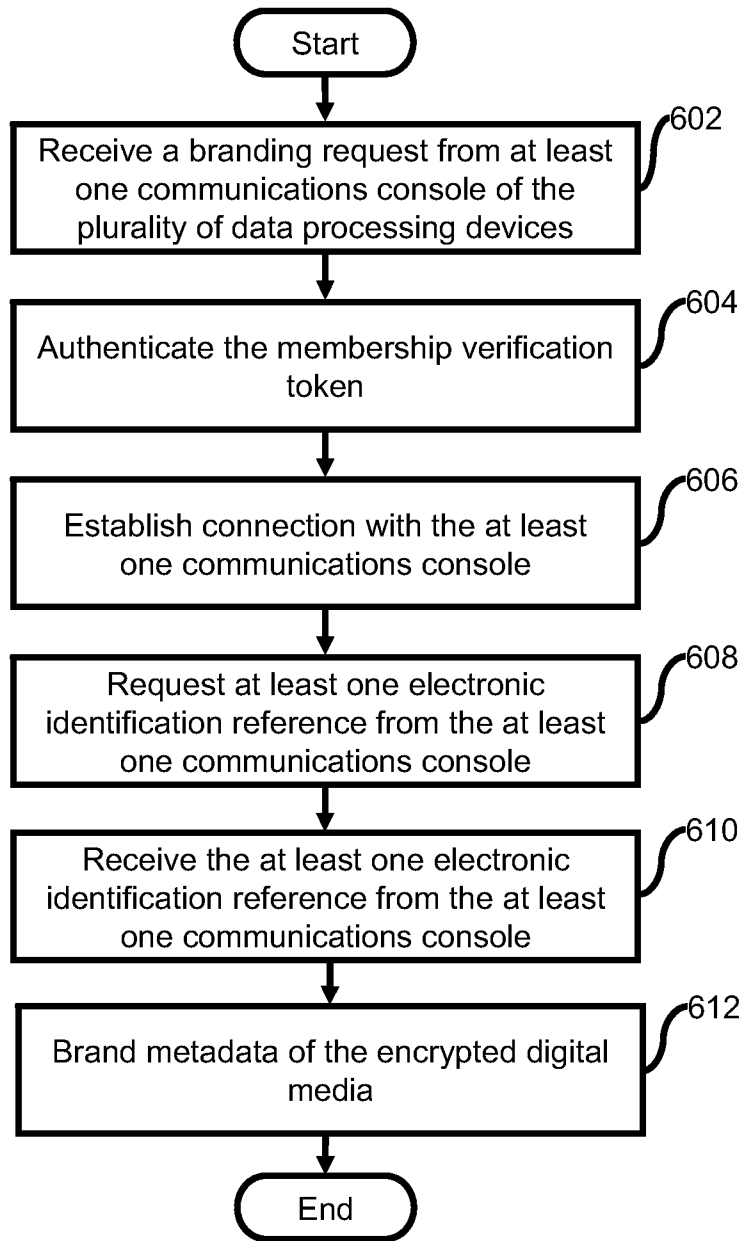 Start
602
Receive a branding request from at least
one communications console of the
plurality of data processing devices
604
Authenticate the membership verification
token
606
Establish connection with the at least
one communications console
608
Request at least one electronic
identification reference from the at least
one communications console
610
Receive the at least one electronic
identification reference from the at least
one communications console
612
Brand metadata of the encrypted digital
media
End